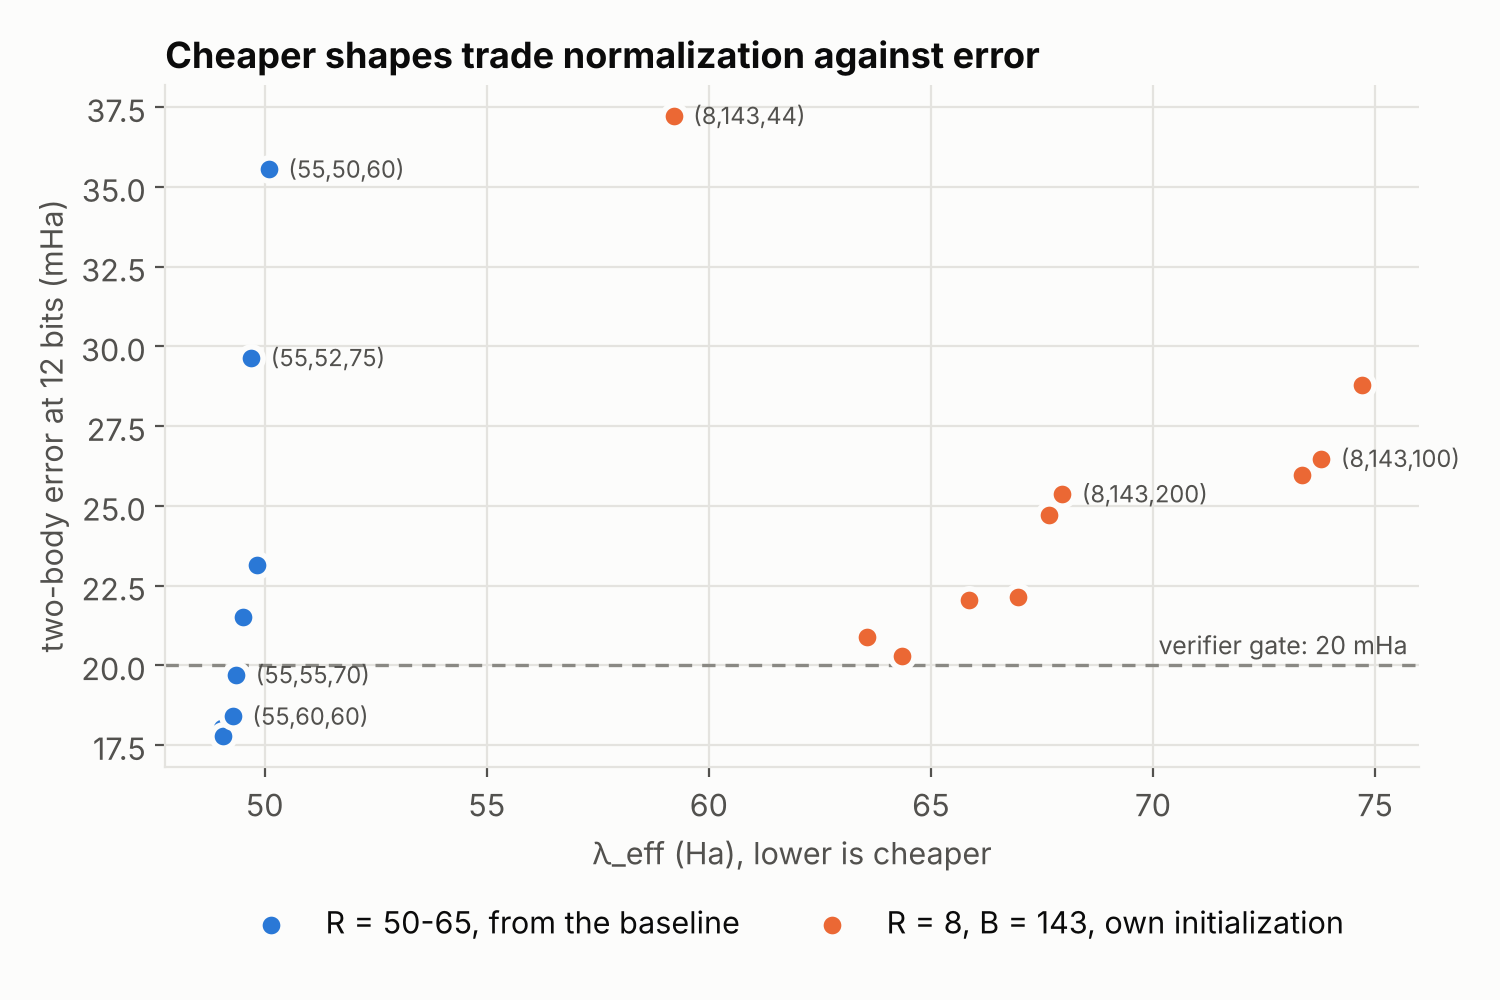 Cheaper shapes trade normalization against error
two-body error at 12 bits (mHa)
37.5
35.0
32.5
30.0
27.5
25.0
22.5
20.0
17.5
(8,143,44)
(55,50,60)
(55,52,75)
(8,143,100)
(8,143,200)
verifier gate: 20 mHa
(55,55,70)
(55,60,60)
50 55 60 65 70 75
λ_eff (Ha), lower is cheaper
R = 50-65, from the baseline
R = 8, B = 143, own initialization